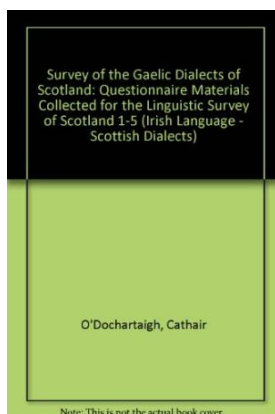 Survey of the Gaelic Dialects of
Scotland: Questionnaire Materials
Collected for the Linguistic Survey
of Scotland 1-5 (Irish Language -
Scottish Dialects)
O'Dochartaigh, Cathair
Note: This is not the actual book cover